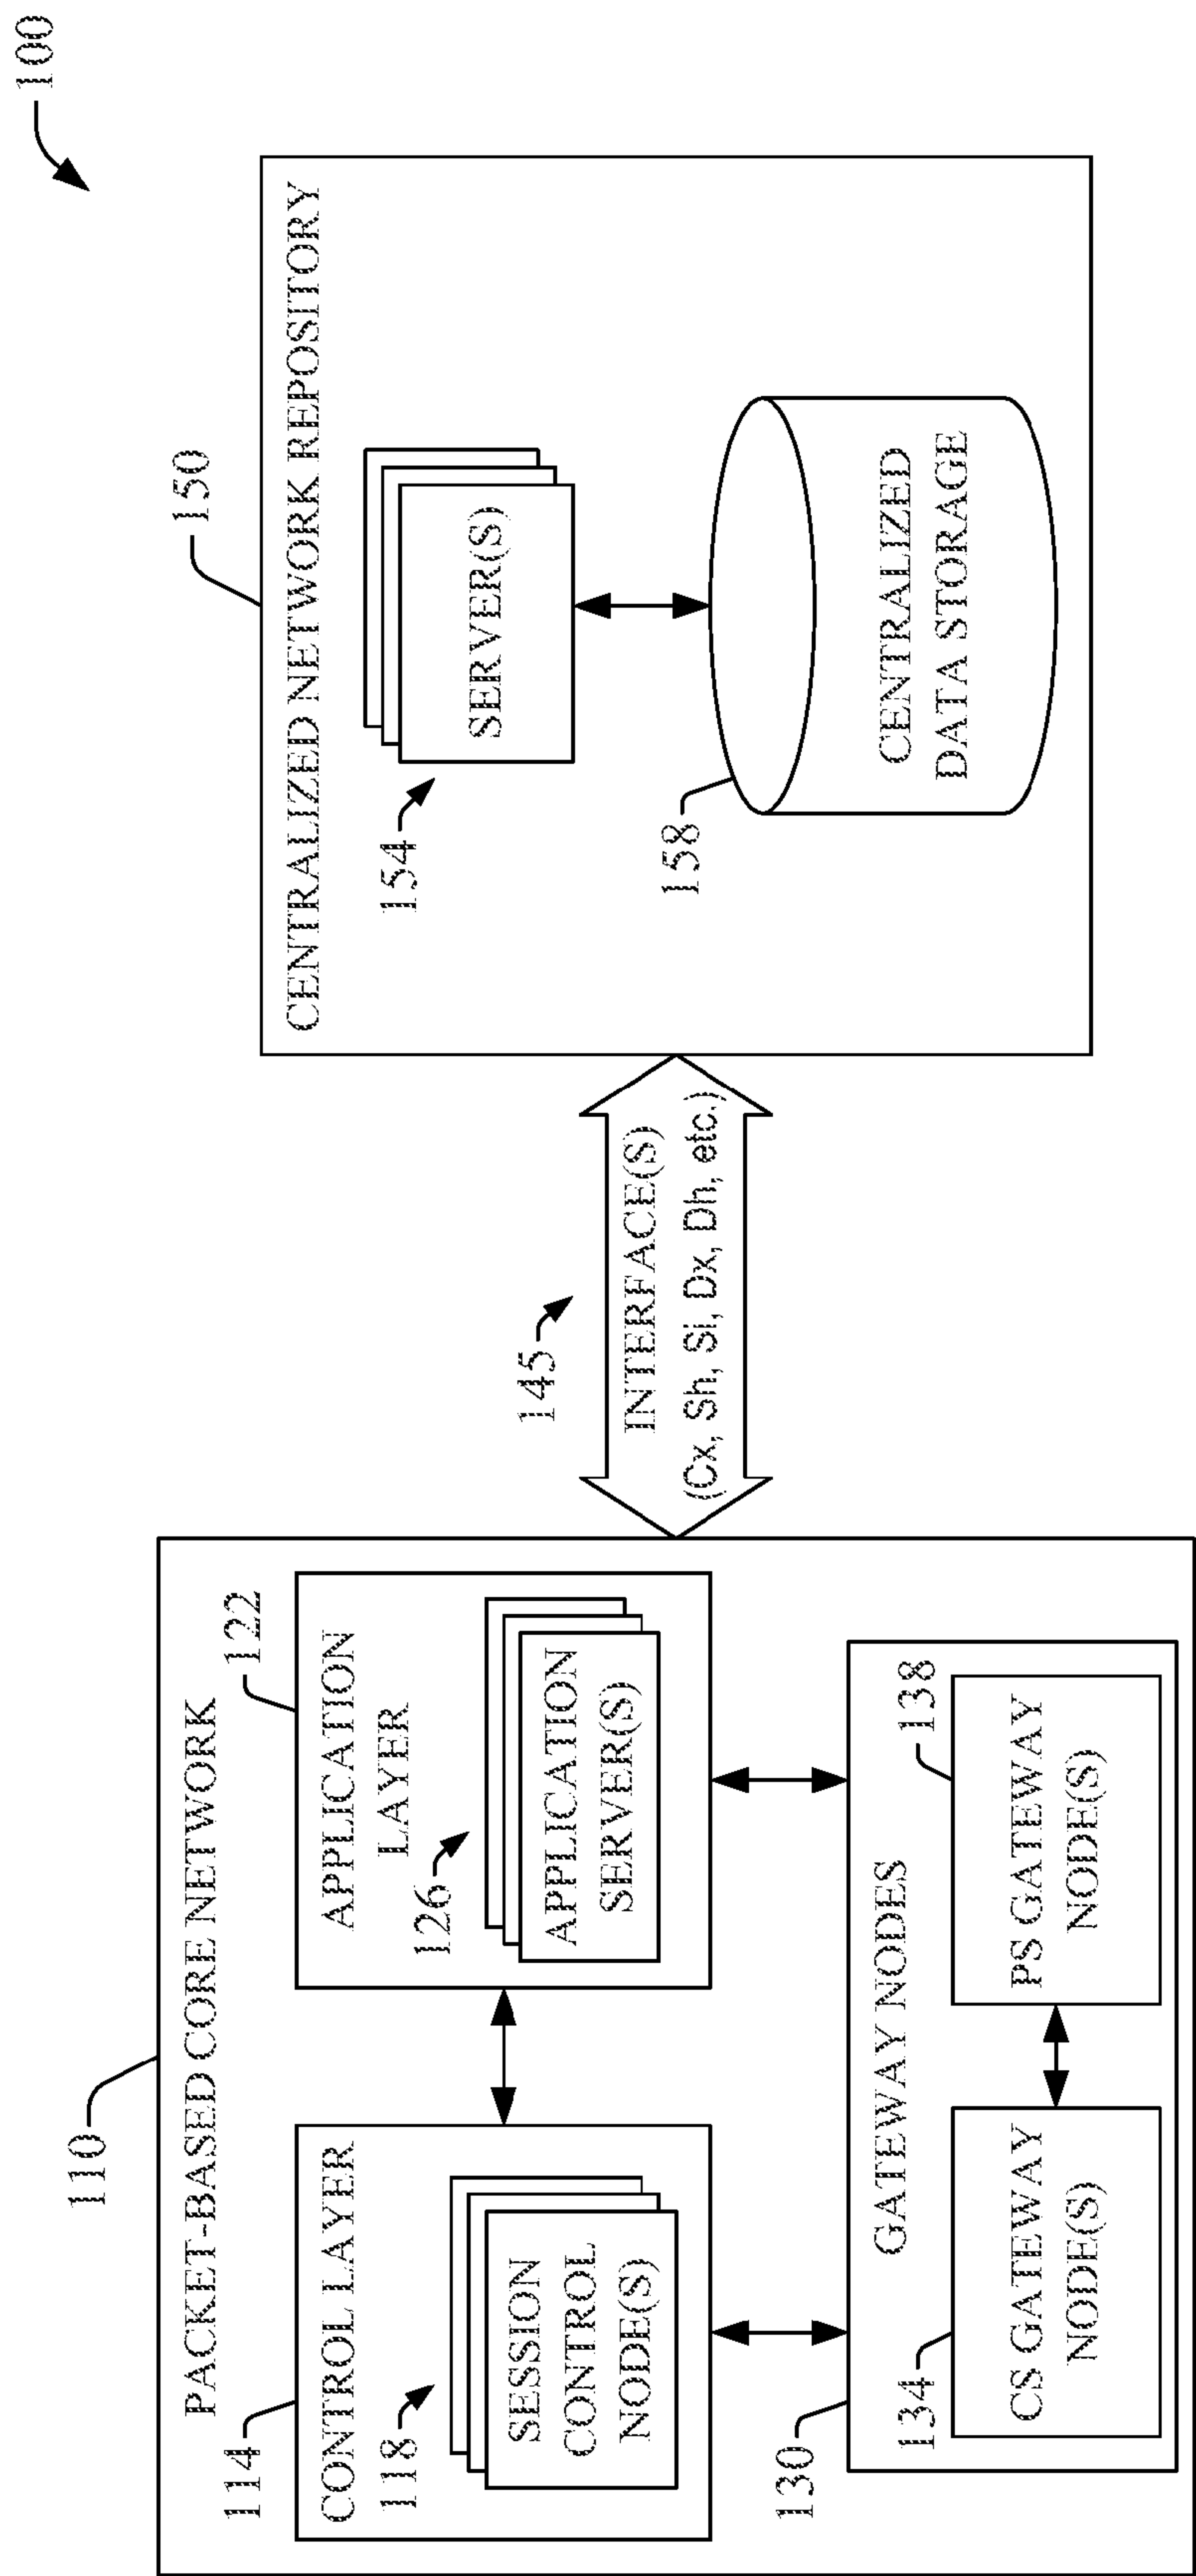 100
110
PACKET-BASED CORE NETWORK
114
CONTROL LAYER
118
SESSION
CONTROL
NODE(S)
122
APPLICATION
LAYER
126
APPLICATION
SERVER(S)
130
GATEWAY NODES
134
CS GATEWAY
NODE(S)
138
PS GATEWAY
NODE(S)
145
INTERFACE(S)
(Cx, Sh, Si, Dx, Dh, etc.)
150
CENTRALIZED NETWORK REPOSITORY
154
SERVER(S)
158
CENTRALIZED
DATA STORAGE